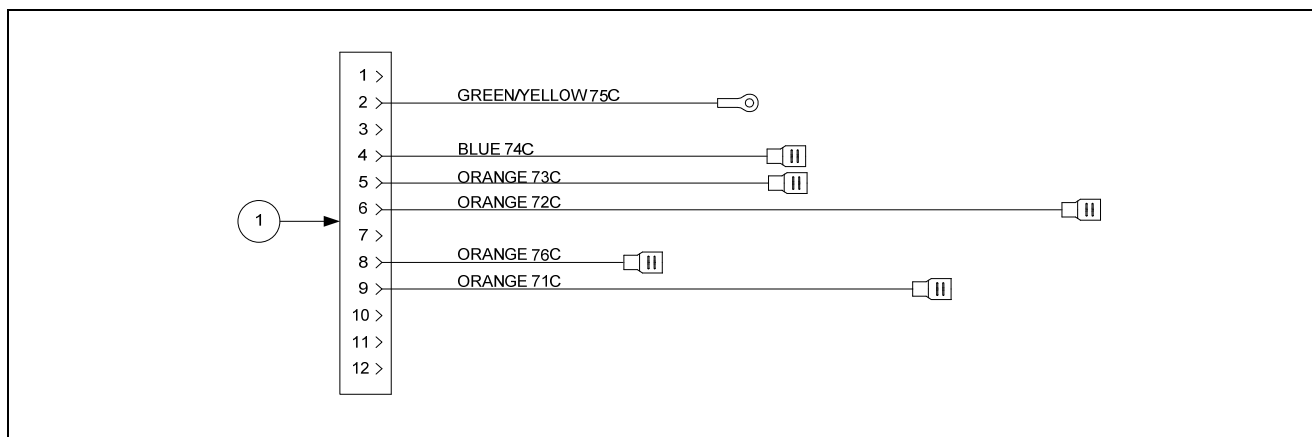 1
2 GREEN/YELLOW 75C
3
4 BLUE 74C
5 ORANGE 73C
6 ORANGE 72C
1
7
8 ORANGE 76C
9 ORANGE 71C
10
11
12